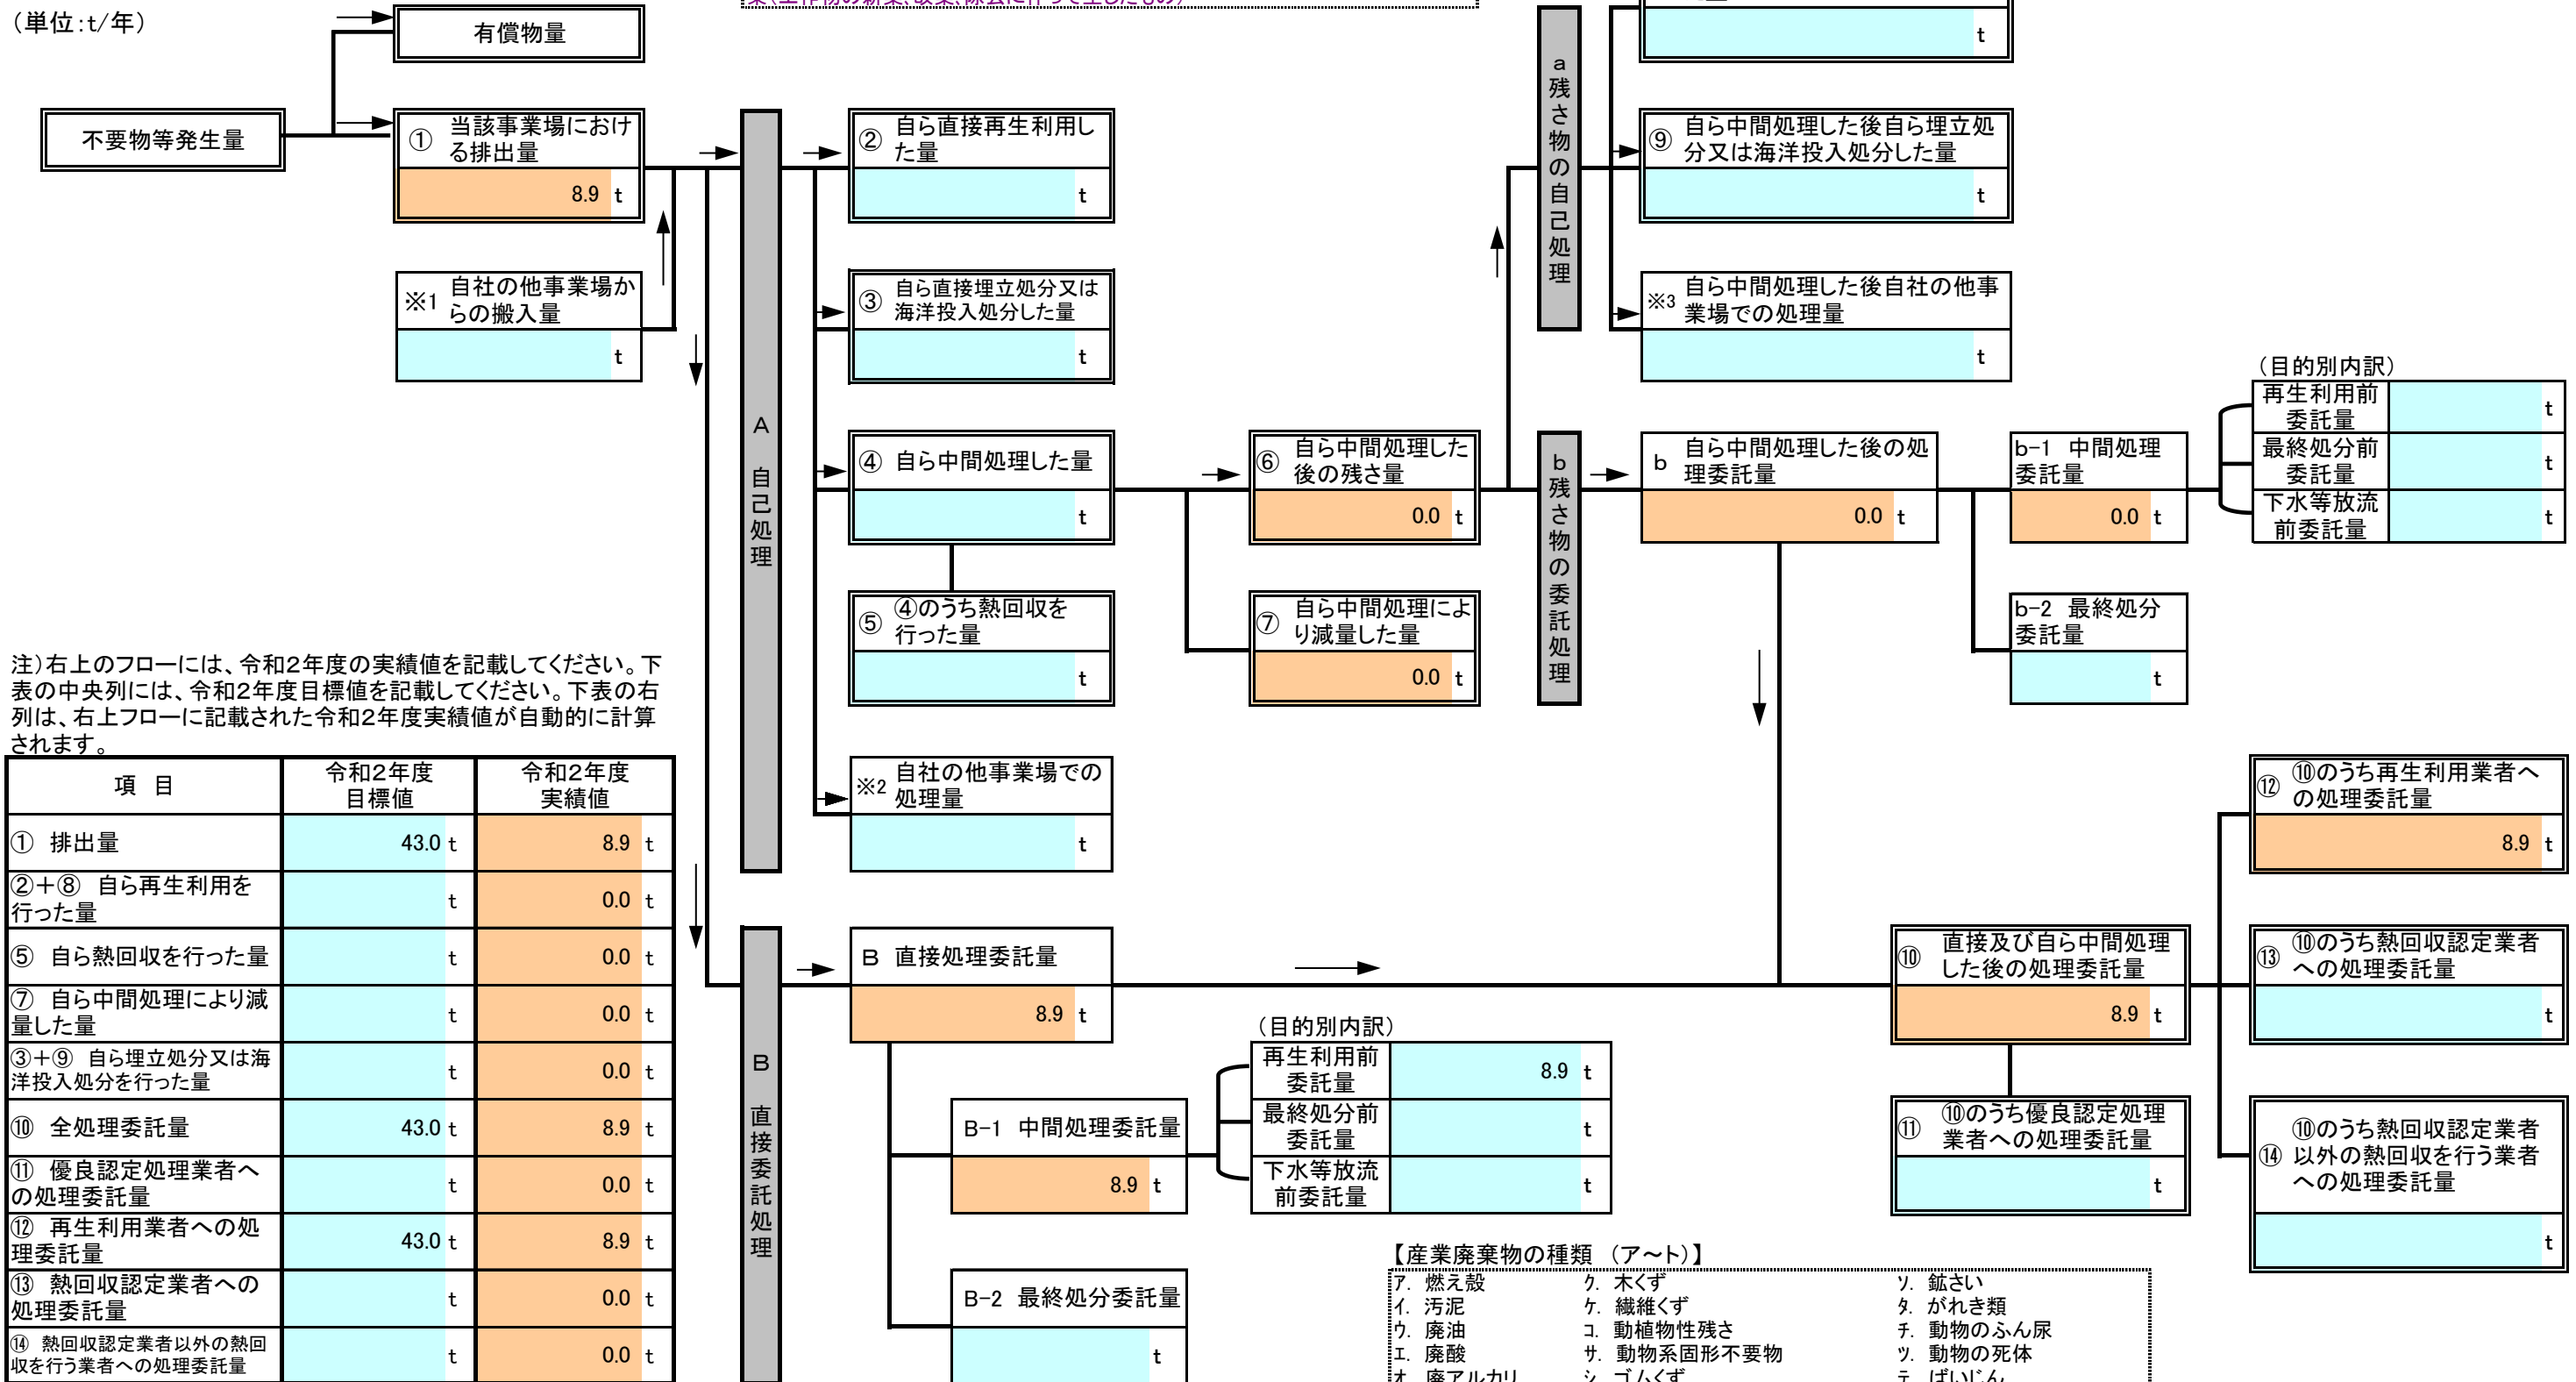 (単位:t/年)
有償物量
t
不要物等発生量
① 当該事業場におけ
る排出量
8.9 t
② 自ら直接再生利用し
た量
t
⑨ 自ら中間処理した後自ら埋立処
分又は海洋投入処分した量
t
a
残さ物の自己処理
※1 自社の他事業場か
らの搬入量
t
③ 自ら直接埋立処分又は
海洋投入処分した量
t
※3 自ら中間処理した後自社の他事
業場での処理量
t
A
自己処理
④ 自ら中間処理した量
t
⑥ 自ら中間処理した
後の残さ量
0.0 t
b
残さ物の委託処理
b 自ら中間処理した後の処
理委託量
0.0 t
b-1 中間処理
委託量
0.0 t
(目的別内訳)
再生利用前
委託量
t
最終処分前
委託量
t
下水等放流
前委託量
t
⑤ ④のうち熱回収を
行った量
t
⑦ 自ら中間処理によ
り減量した量
0.0 t
b-2 最終処分
委託量
t
※2 自社の他事業場での
処理量
t
注)右上のフローには、令和2年度の実績値を記載してください。下
表の中央列には、令和2年度目標値を記載してください。下表の右
列は、右上フローに記載された令和2年度実績値が自動的に計算
されます。
項 目 令和2年度 令和2年度
目標値 実績値
① 排出量 43.0 t 8.9 t
②+⑧ 自ら再生利用を
行った量 t 0.0 t
⑤ 自ら熱回収を行った量 t 0.0 t
⑦ 自ら中間処理により減
量した量 t 0.0 t
③+⑨ 自ら埋立処分又は海
洋投入処分を行った量 t 0.0 t
⑩ 全処理委託量 43.0 t 8.9 t
⑪ 優良認定処理業者へ
の処理委託量 t 0.0 t
⑫ 再生利用業者への処
理委託量 43.0 t 8.9 t
⑬ 熱回収認定業者への
処理委託量 t 0.0 t
⑭ 熱回収認定業者以外の熱回
収を行う業者への処理委託量 t 0.0 t
B
直接委託処理
B 直接処理委託量
8.9 t
B-1 中間処理委託量
8.9 t
(目的別内訳)
再生利用前
委託量
8.9 t
最終処分前
委託量
t
下水等放流
前委託量
t
B-2 最終処分委託量
t
⑩ 直接及び自ら中間処理
した後の処理委託量
8.9 t
⑪ ⑩のうち優良認定処理
業者への処理委託量
t
⑫ ⑩のうち再生利用業者へ
の処理委託量
8.9 t
⑬ ⑩のうち熱回収認定業者
への処理委託量
t
⑭ ⑩のうち熱回収認定業者
以外の熱回収を行う業者
への処理委託量
t
【産業廃棄物の種類 (ア~ト)】
ア. 燃え殻 ク. 木くず ソ. 鉱さい
イ. 汚泥 ケ. 繊維くず タ. がれき類
ウ. 廃油 コ. 動植物性残さ チ. 動物のふん尿
エ. 廃酸 サ. 動物系固形不要物 ツ. 動物の死体
オ. 廃アルカリ シ. ゴムくず テ. ばいじん